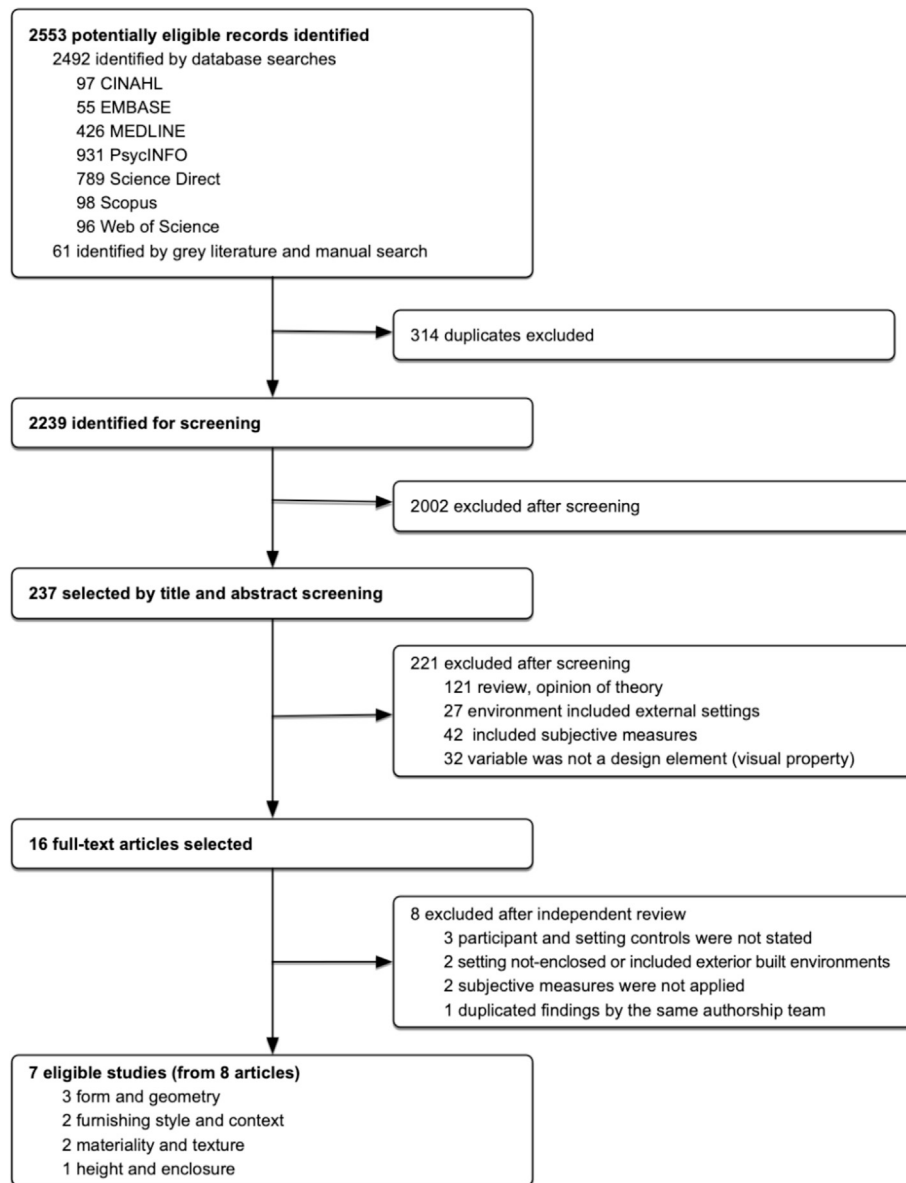 2553 potentially eligible records identified
2492 identified by database searches
97 CINAHL
55 EMBASE
426 MEDLINE
931 PsycINFO
789 Science Direct
98 Scopus
96 Web of Science
61 identified by grey literature and manual search
314 duplicates excluded
2239 identified for screening
2002 excluded after screening
237 selected by title and abstract screening
221 excluded after screening
121 review, opinion of theory
27 environment included external settings
42 included subjective measures
32 variable was not a design element (visual property)
16 full-text articles selected
8 excluded after independent review
3 participant and setting controls were not stated
2 setting not-enclosed or included exterior built environments
2 subjective measures were not applied
1 duplicated findings by the same authorship team
7 eligible studies (from 8 articles)
3 form and geometry
2 furnishing style and context
2 materiality and texture
1 height and enclosure